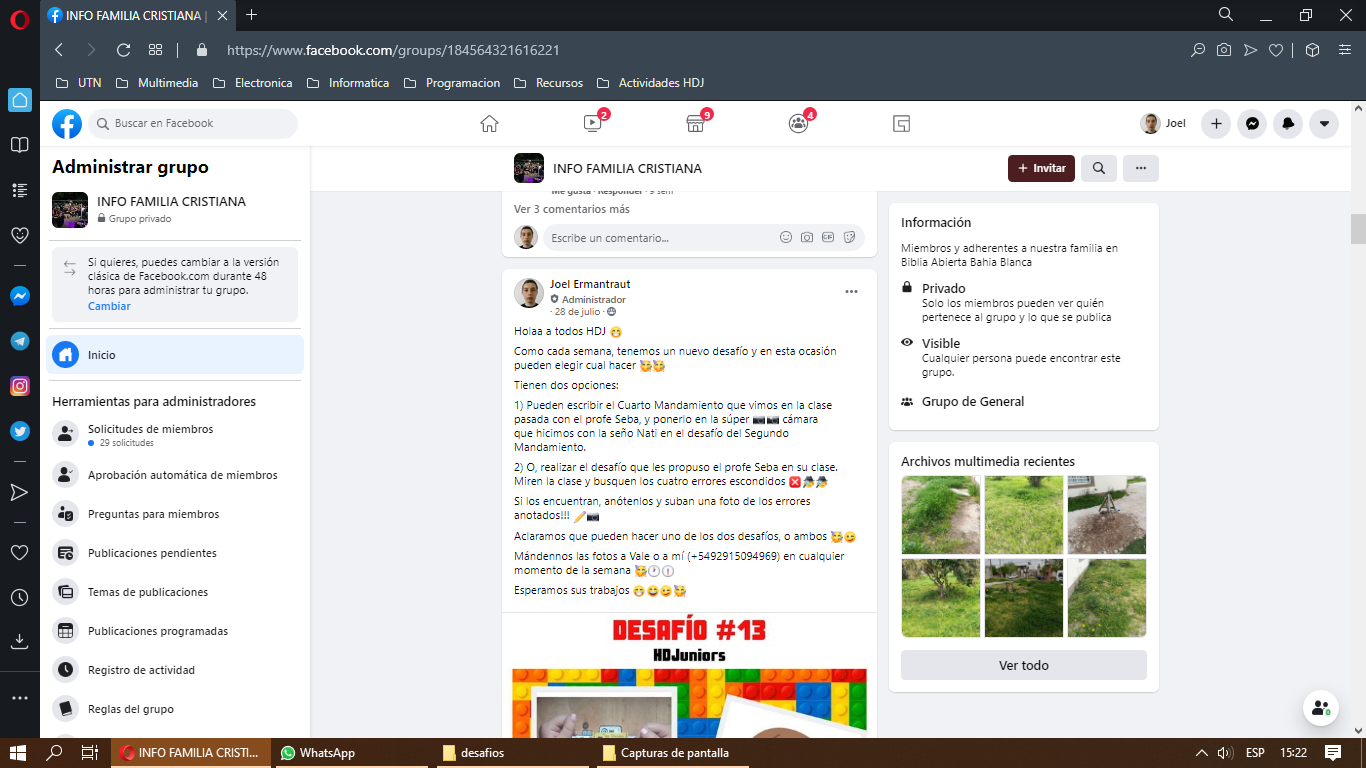 INFO FAMILIA CRISTIANA |
https://www.facebook.com/groups/184564321616221
UTN Multimedia Electronica Informatica Programacion Recursos Actividades HDJ
Buscar en Facebook
2
9
4
Joel
Administrar grupo
INFO FAMILIA CRISTIANA
Grupo privado
Si quieres, puedes cambiar a la versión
clásica de Facebook.com durante 48
horas para administrar tu grupo.
Cambiar
Inicio
Herramientas para administradores
Solicitudes de miembros
29 solicitudes
Aprobación automática de miembros
Preguntas para miembros
Publicaciones pendientes
Temas de publicaciones
Publicaciones programadas
Registro de actividad
Reglas del grupo
INFO FAMILIA CRISTIANA
+ Invitar
Me gusta · Responder · 9 sem
Ver 3 comentarios más
Escribe un comentario...
GIF
Joel Ermantraut
Administrador
· 28 de julio ·
Holaa a todos HDJ 😁
Como cada semana, tenemos un nuevo desafío y en esta ocasión
pueden elegir cual hacer 🥰🥰
Tienen dos opciones:
1) Pueden escribir el Cuarto Mandamiento que vimos en la clase
pasada con el profe Seba, y ponerlo en la súper 📷📷 cámara
que hicimos con la seño Nati en el desafío del Segundo
Mandamiento.
2) O, realizar el desafío que les propuso el profe Seba en su clase.
Miren la clase y busquen los cuatro errores escondidos ❌
Si los encuentran, anótenlos y suban una foto de los errores
anotados!!! ✏️📷
Aclaramos que pueden hacer uno de los dos desafíos, o ambos 🥰😉
Mándennos las fotos a Vale o a mí (+5492915094969) en cualquier
momento de la semana 🥰
Esperamos sus trabajos 😁😄😉🥰
DESAFÍO #13
HDJuniors
Información
Miembros y adherentes a nuestra familia en
Biblia Abierta Bahia Blanca
Privado
Solo los miembros pueden ver quién
pertenece al grupo y lo que se publica
Visible
Cualquier persona puede encontrar este
grupo.
Grupo de General
Archivos multimedia recientes
Ver todo
INFO FAMILIA CRISTI... WhatsApp desafios Capturas de pantalla ESP 15:22